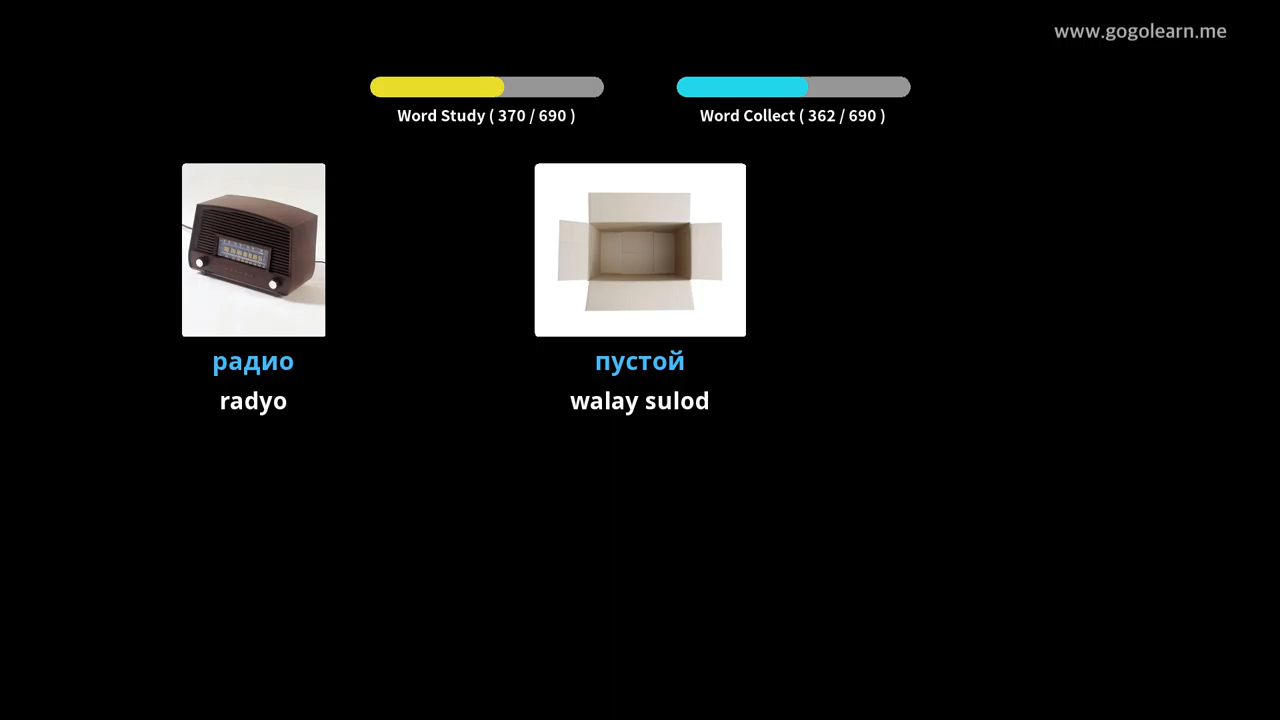 www.gogolearn.me
Word Study ( 370 / 690 )
Word Collect ( 362 / 690 )
радио
radyo
пустой
walay sulod